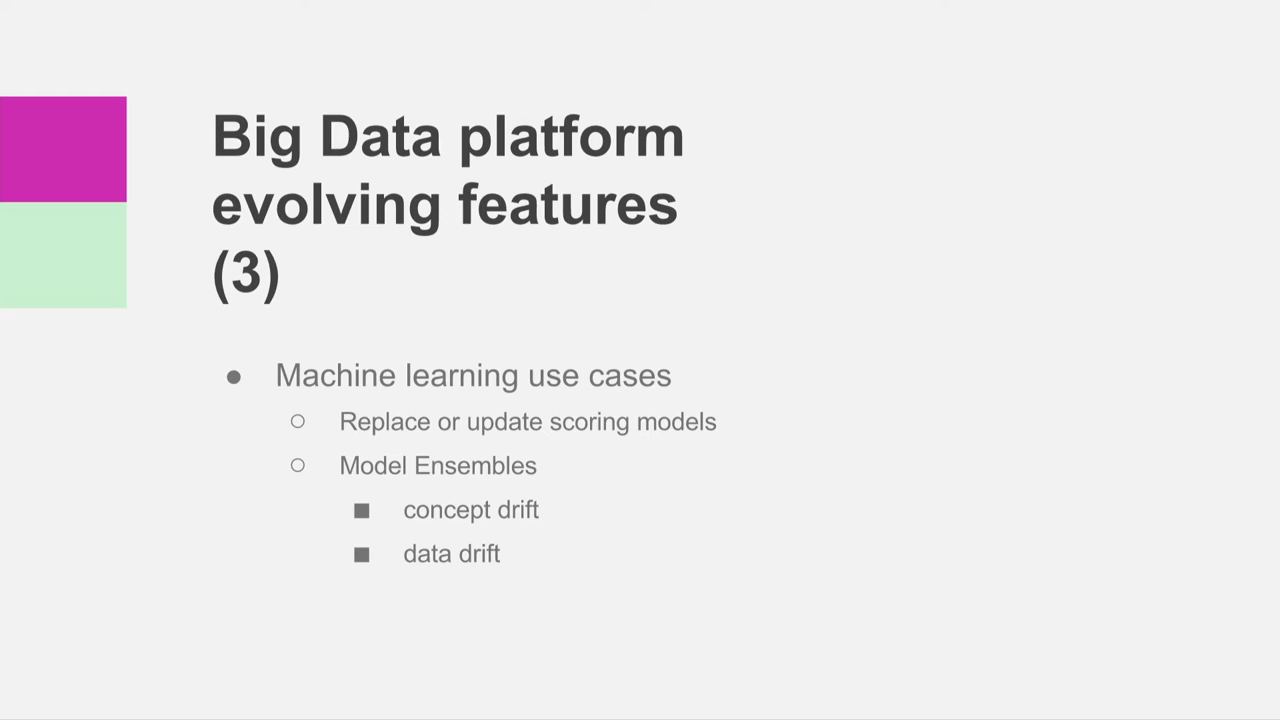 Big Data platform
evolving features
(3)
● Machine learning use cases
○ Replace or update scoring models
○ Model Ensembles
■ concept drift
■ data drift